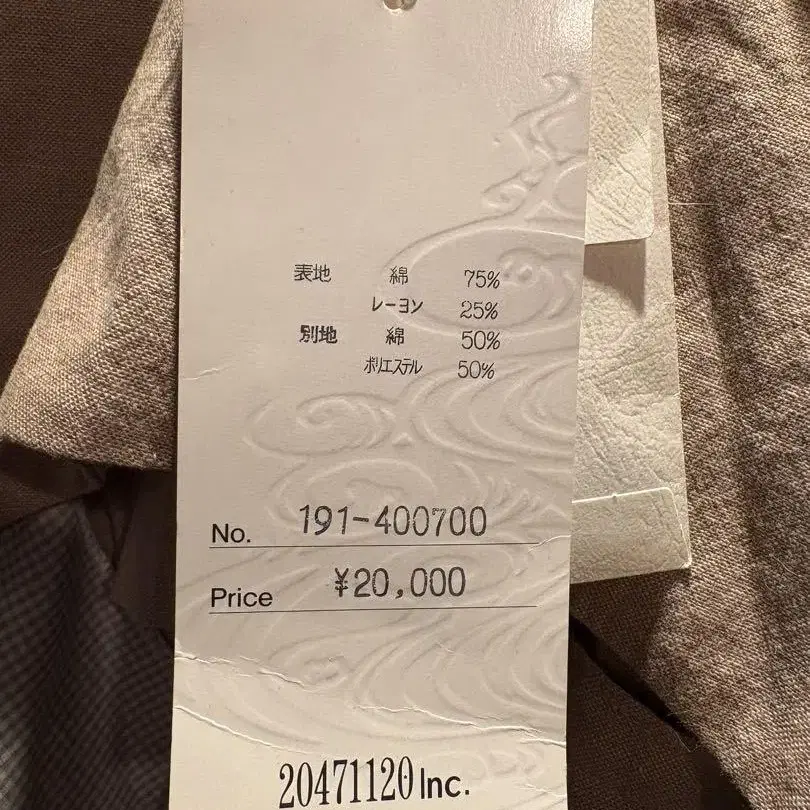 表地 綿 75%
レーヨン 25%
別地 綿 50%
ポリエステル 50%
No. 191-400700
Price ¥20,000
20471120 Inc.